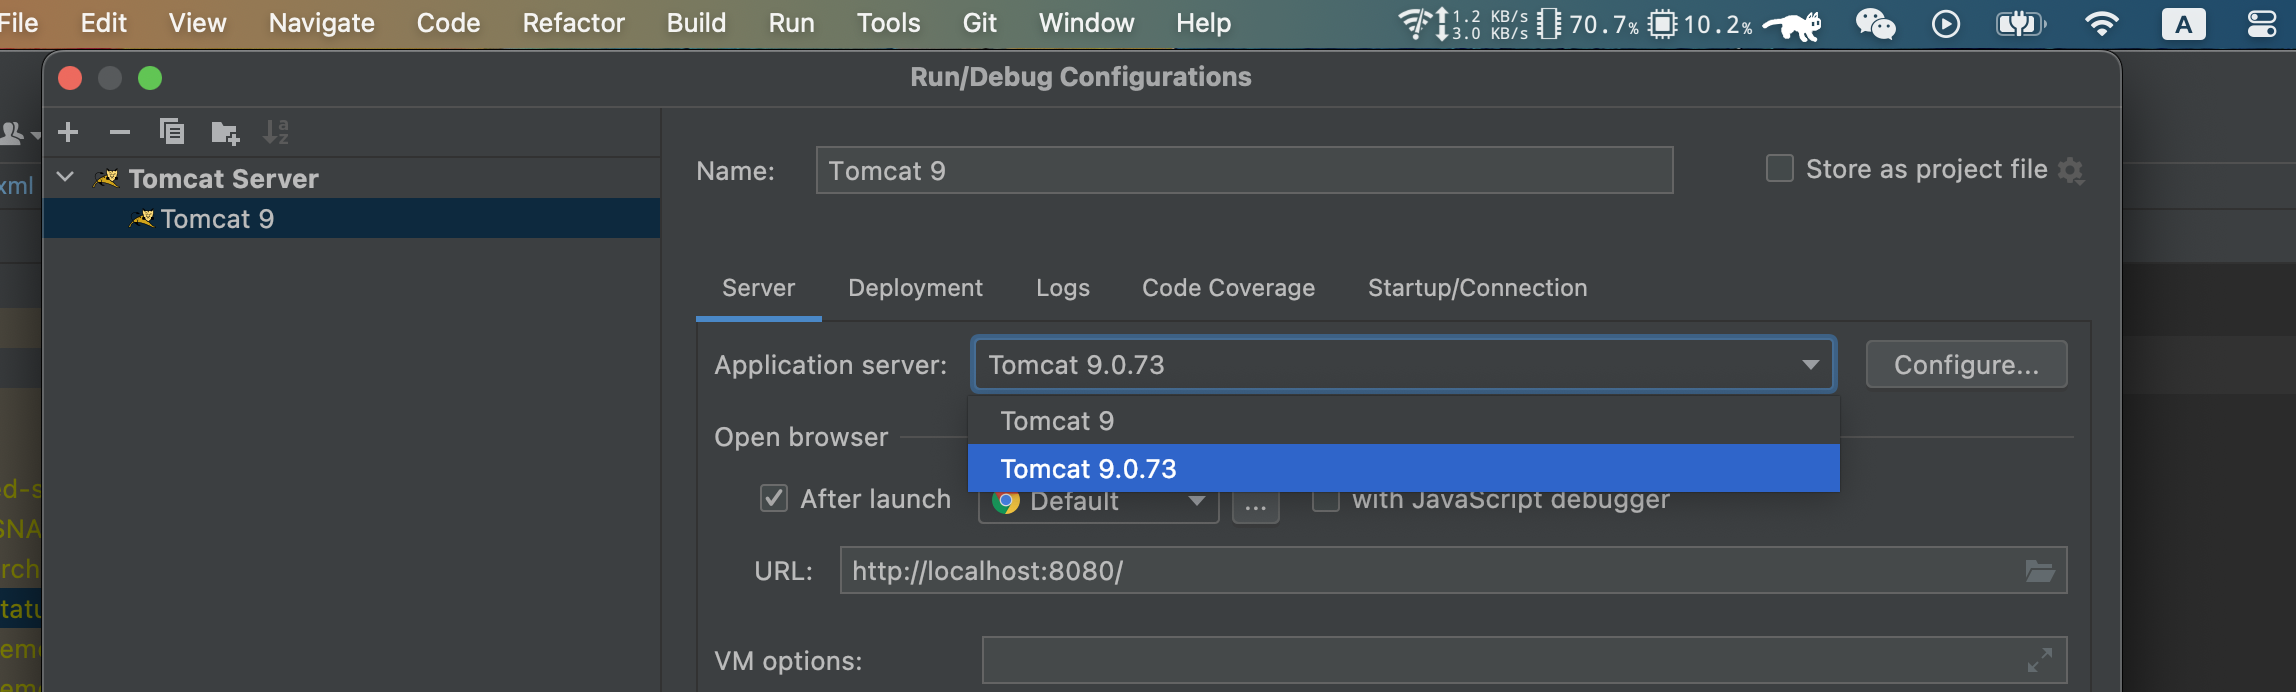 File Edit View Navigate Code Refactor Build Run Tools Git Window Help 1.2 KB/s 3.0 KB/s 70.7% 10.2% A
Run/Debug Configurations
Tomcat Server
Tomcat 9
Name: Tomcat 9 Store as project file
Server Deployment Logs Code Coverage Startup/Connection
Application server: Tomcat 9.0.73 Configure...
Tomcat 9
Open browser
Tomcat 9.0.73
After launch Default ... with JavaScript debugger
URL: http://localhost:8080/
VM options:
xml
ed-s
SNA
rch
tatu
em